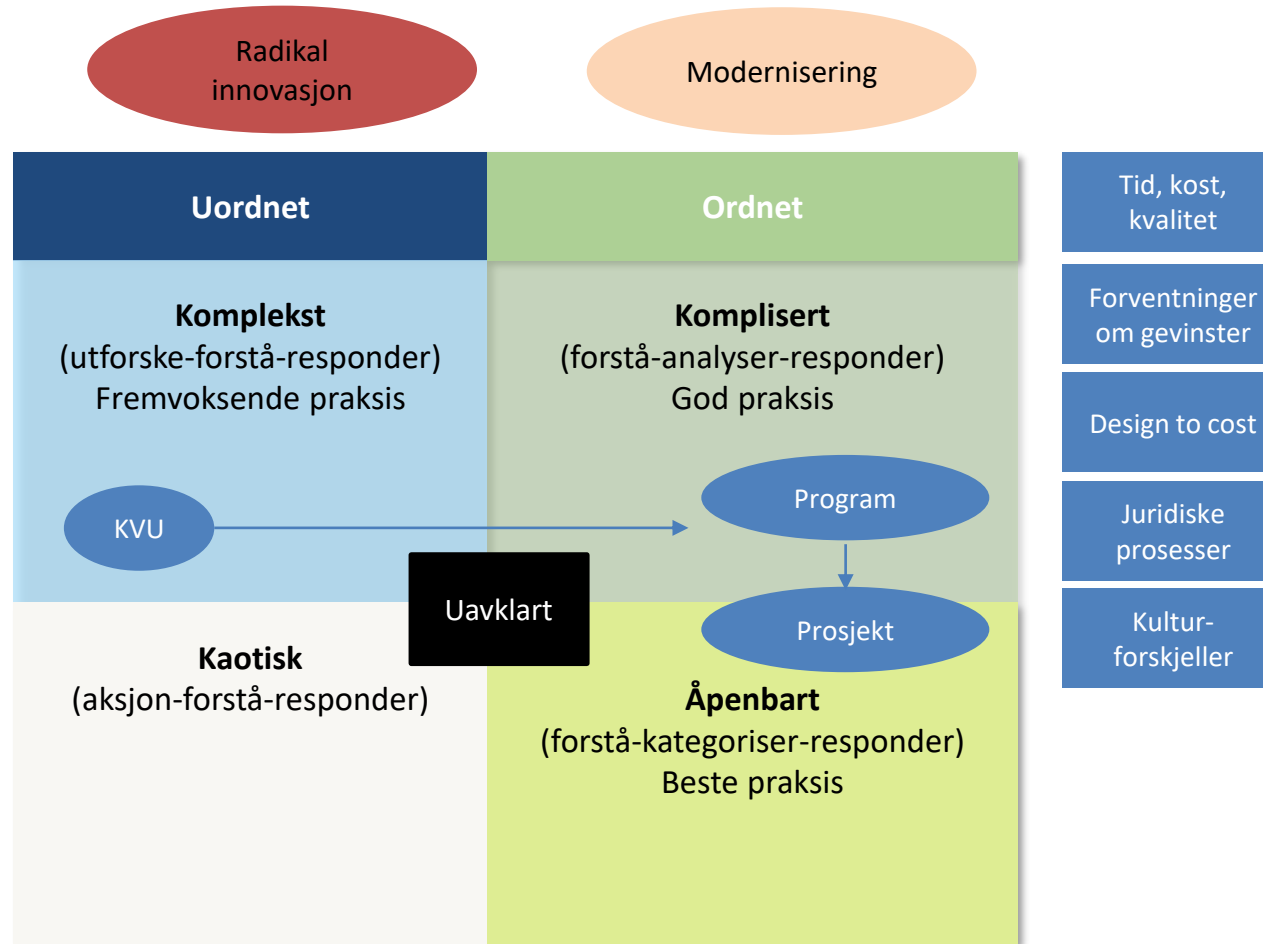 Radikal
innovasjon
Modernisering
Uordnet
Ordnet
Tid, kost,
kvalitet
Forventninger
om gevinster
Design to cost
Juridiske
prosesser
Kultur-
forskjeller
Komplekst
(utforske-forstå-responder)
Fremvoksende praksis
Komplisert
(forstå-analyser-responder)
God praksis
KVU
Program
Uavklart
Prosjekt
Kaotisk
(aksjon-forstå-responder)
Åpenbart
(forstå-kategoriser-responder)
Beste praksis